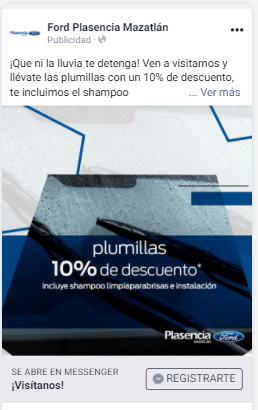 Plasencia Ford
Ford Plasencia Mazatlán
Publicidad ·
¡Que ni la lluvia te detenga! Ven a visitarnos y
llévate las plumillas con un 10% de descuento,
te incluimos el shampoo ... Ver más
plumillas
10% de descuento*
incluye shampoo limpiaparabrisas e instalación
Plasencia Ford
MAZATLÁN
SE ABRE EN MESSENGER
¡Visítanos!
REGISTRARTE